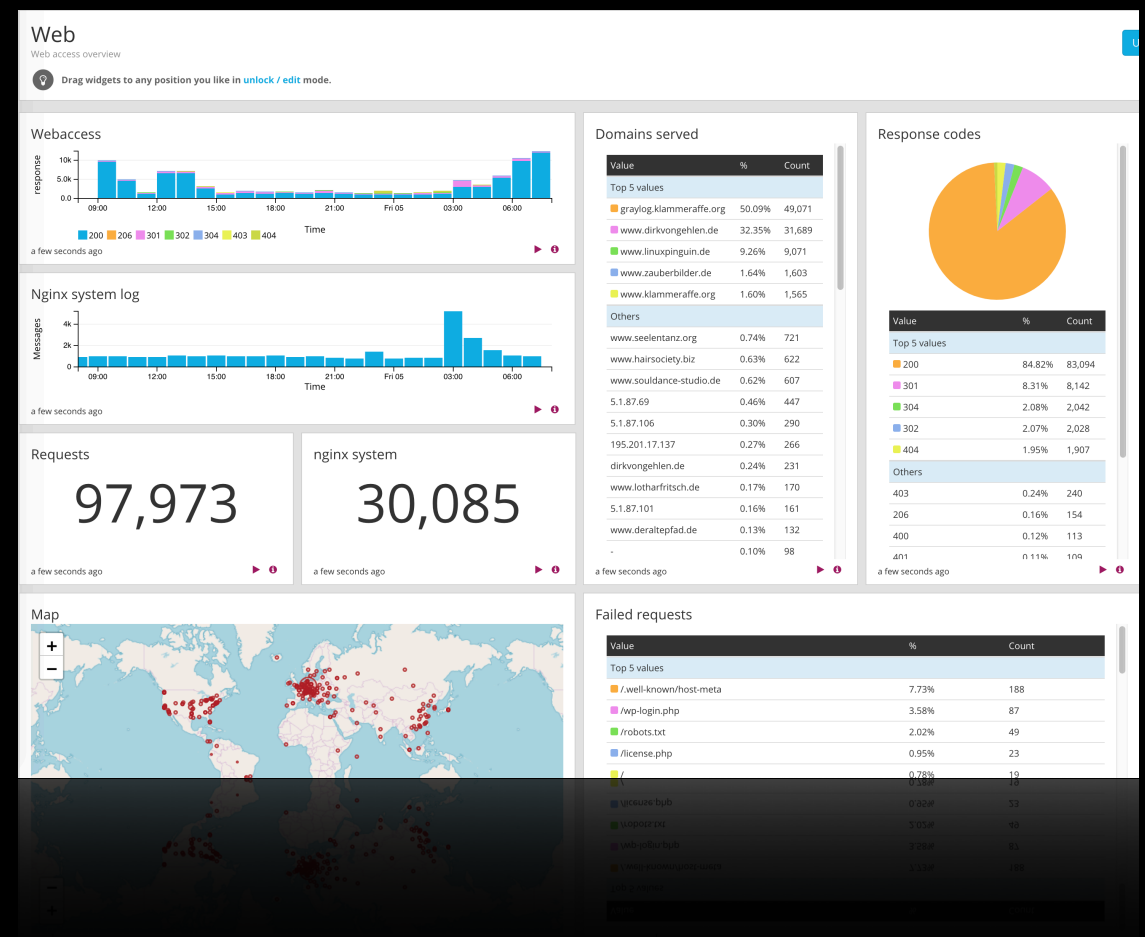 Web
Web access overview
U
Drag widgets to any position you like in unlock / edit mode.
Webaccess
response
10k
5.0k
0.0
09:00 12:00 15:00 18:00 21:00 Fri 05 03:00 06:00
Time
200 206 301 302 304 403 404
a few seconds ago
Nginx system log
Messages
4k
2k
0
09:00 12:00 15:00 18:00 21:00 Fri 05 03:00 06:00
Time
a few seconds ago
Requests
97,973
a few seconds ago
nginx system
30,085
a few seconds ago
Domains served
Value % Count
Top 5 values
graylog.klammeraffe.org 50.09% 49,071
www.dirkvongehlen.de 32.35% 31,689
www.linuxpinguin.de 9.26% 9,071
www.zauberbilder.de 1.64% 1,603
www.klammeraffe.org 1.60% 1,565
Others
www.seelentanz.org 0.74% 721
www.hairsociety.biz 0.63% 622
www.souldance-studio.de 0.62% 607
5.1.87.69 0.46% 447
5.1.87.106 0.30% 290
195.201.17.137 0.27% 266
dirkvongehlen.de 0.24% 231
www.lotharfritsch.de 0.17% 170
5.1.87.101 0.16% 161
www.deraltepfad.de 0.13% 132
- 0.10% 98
a few seconds ago
Response codes
Value % Count
Top 5 values
200 84.82% 83,094
301 8.31% 8,142
304 2.08% 2,042
302 2.07% 2,028
404 1.95% 1,907
Others
403 0.24% 240
206 0.16% 154
400 0.12% 113
401 0.11% 109
a few seconds ago
Map
+
−
Failed requests
Value % Count
Top 5 values
/.well-known/host-meta 7.73% 188
/wp-login.php 3.58% 87
/robots.txt 2.02% 49
/license.php 0.95% 23
/ 0.78% 19